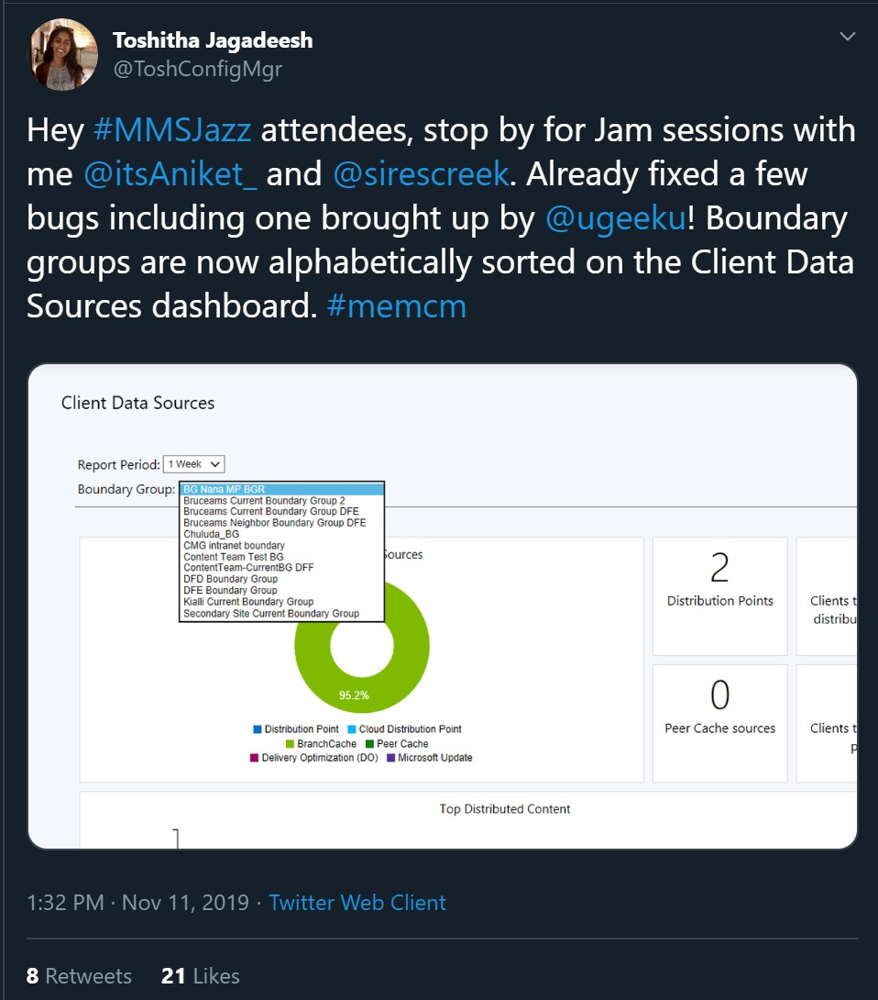 Toshitha Jagadeesh
@ToshConfigMgr
Hey #MMSJazz attendees, stop by for Jam sessions with
me @itsAniket_ and @sirescreek. Already fixed a few
bugs including one brought up by @ugeeku! Boundary
groups are now alphabetically sorted on the Client Data
Sources dashboard. #memcm
Client Data Sources
Report Period: 1 Week
Boundary Group: BG Nana MP BGR
Bruceams Current Boundary Group 2
Bruceams Current Boundary Group DFE
Bruceams Neighbor Boundary Group DFE
Chuluda_BG
CMG intranet boundary
Content Team Test BG
ContentTeam-CurrentBG DFF
DFD Boundary Group
DFE Boundary Group
Kialli Current Boundary Group
Secondary Site Current Boundary Group
Sources
95.2%
Distribution Point Cloud Distribution Point
BranchCache Peer Cache
Delivery Optimization (DO) Microsoft Update
2
Distribution Points
Clients t
distribu
0
Peer Cache sources
Clients t
p
Top Distributed Content
1:32 PM · Nov 11, 2019 · Twitter Web Client
8 Retweets 21 Likes